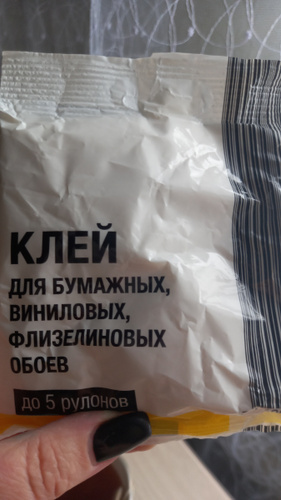 КЛЕЙ
ДЛЯ БУМАЖНЫХ,
ВИНИЛОВЫХ,
ФЛИЗЕЛИНОВЫХ
ОБОЕВ
до 5 рулонов